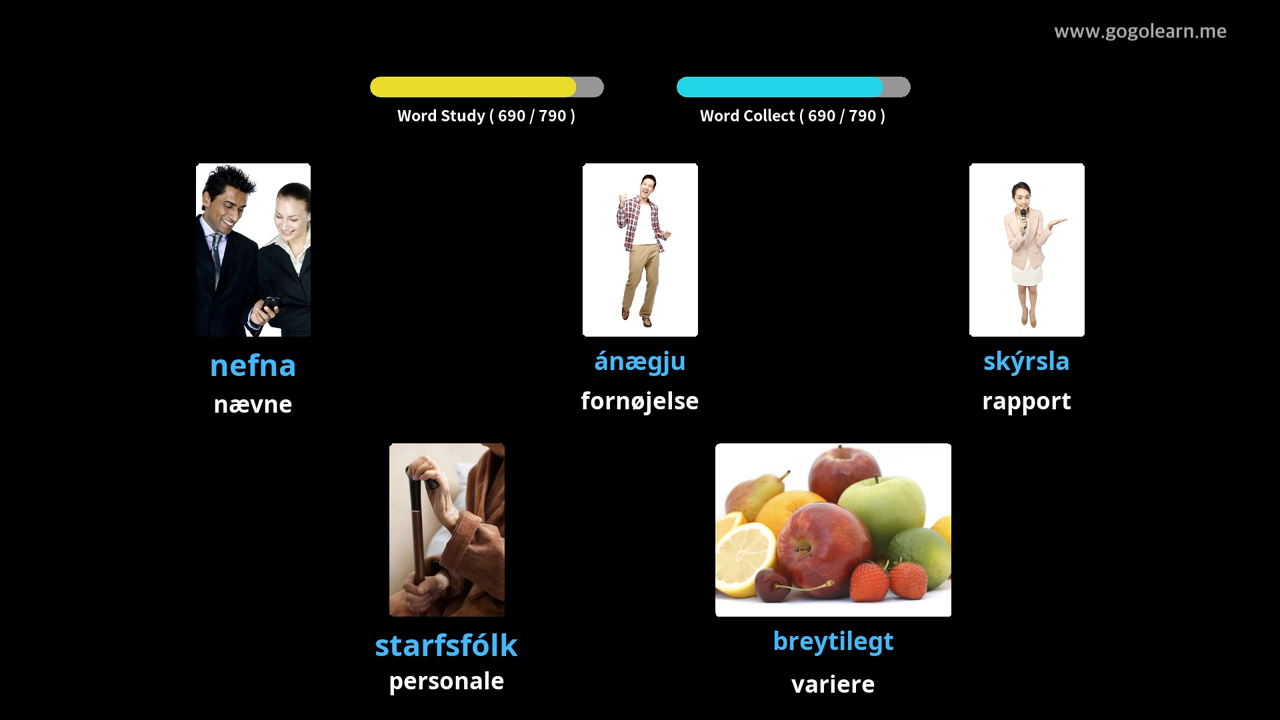 www.gogolearn.me
Word Study ( 690 / 790 )
Word Collect ( 690 / 790 )
nefna
nævne
ánægju
fornøjelse
skýrsla
rapport
starfsfólk
personale
breytilegt
variere